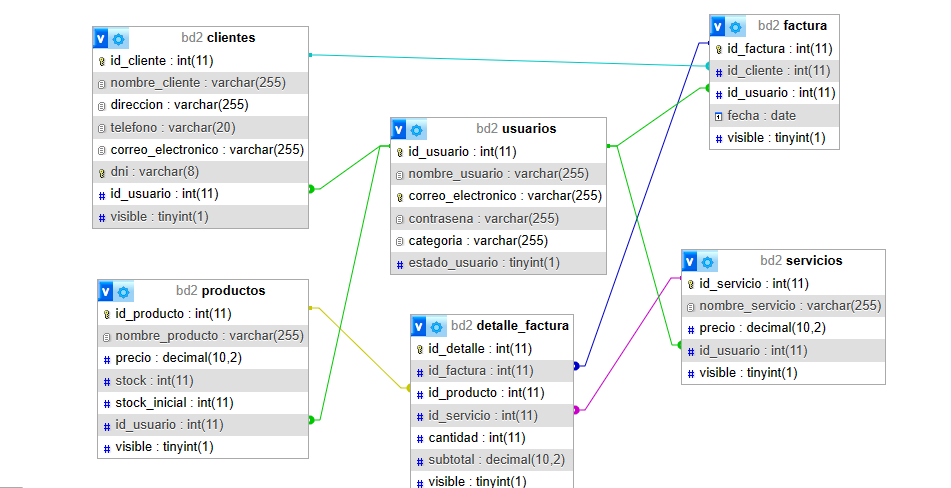 bd2 clientes
id_cliente : int(11)
nombre_cliente : varchar(255)
direccion : varchar(255)
telefono : varchar(20)
correo_electronico : varchar(255)
dni : varchar(8)
id_usuario : int(11)
visible : tinyint(1)
bd2 usuarios
id_usuario : int(11)
nombre_usuario : varchar(255)
correo_electronico : varchar(255)
contrasena : varchar(255)
categoria : varchar(255)
estado_usuario : tinyint(1)
bd2 factura
id_factura : int(11)
id_cliente : int(11)
id_usuario : int(11)
fecha : date
visible : tinyint(1)
bd2 productos
id_producto : int(11)
nombre_producto : varchar(255)
precio : decimal(10,2)
stock : int(11)
stock_inicial : int(11)
id_usuario : int(11)
visible : tinyint(1)
bd2 detalle_factura
id_detalle : int(11)
id_factura : int(11)
id_producto : int(11)
id_servicio : int(11)
cantidad : int(11)
subtotal : decimal(10,2)
visible : tinyint(1)
bd2 servicios
id_servicio : int(11)
nombre_servicio : varchar(255)
precio : decimal(10,2)
id_usuario : int(11)
visible : tinyint(1)